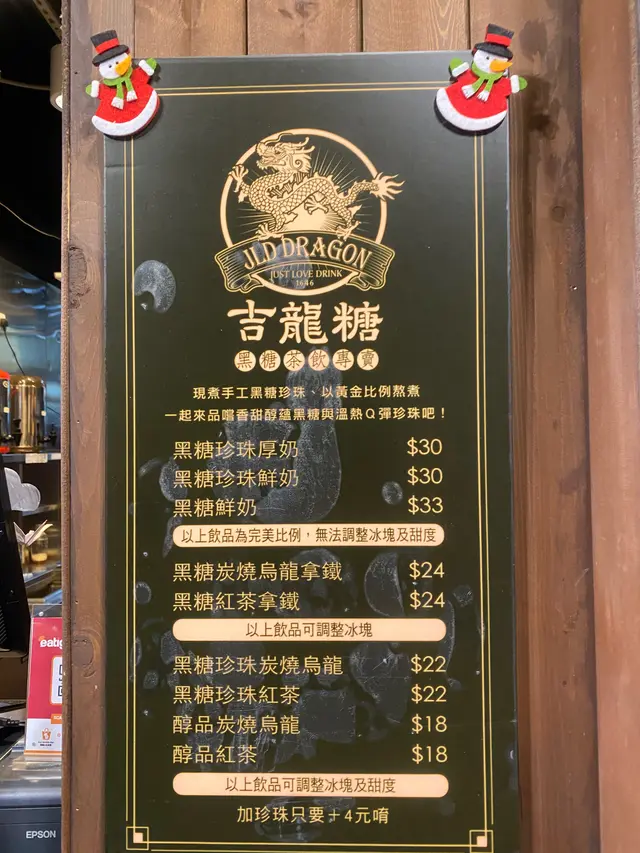 JLD DRAGON
JUST LOVE DRINK
1646
吉龍糖
黑糖茶飲專賣
現煮手工黑糖珍珠、以黃金比例熬煮
一起來品嚐香甜醇蘊黑糖與溫熱Q彈珍珠吧！
黑糖珍珠厚奶 $30
黑糖珍珠鮮奶 $30
黑糖鮮奶 $33
以上飲品為完美比例，無法調整冰塊及甜度
黑糖炭燒烏龍拿鐵 $24
黑糖紅茶拿鐵 $24
以上飲品可調整冰塊
黑糖珍珠炭燒烏龍 $22
黑糖珍珠紅茶 $22
醇品炭燒烏龍 $18
醇品紅茶 $18
以上飲品可調整冰塊及甜度
加珍珠只要＋4元唷
EPSON